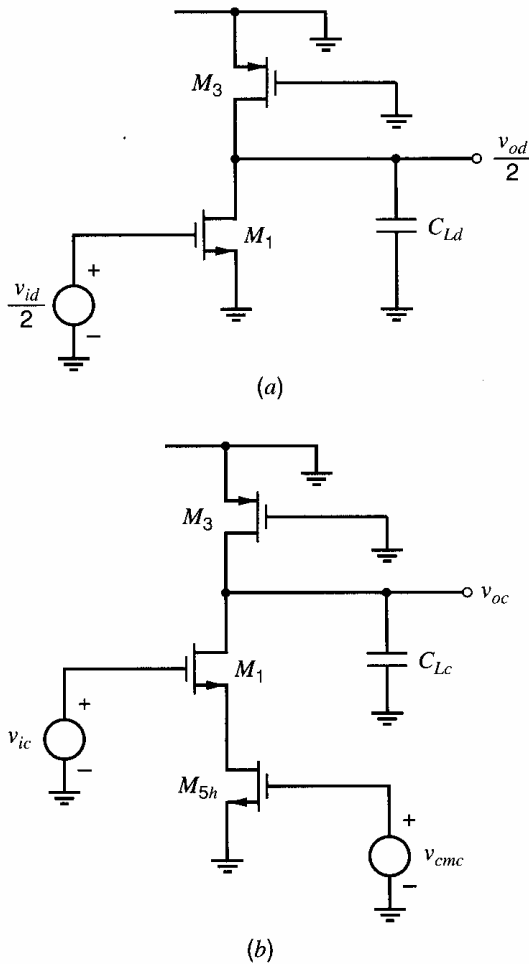 M3
vod/2
M1
CLd
+
vid/2
−
(a)
M3
voc
M1
CLc
+
vic
−
M5h
+
vcmc
−
(b)